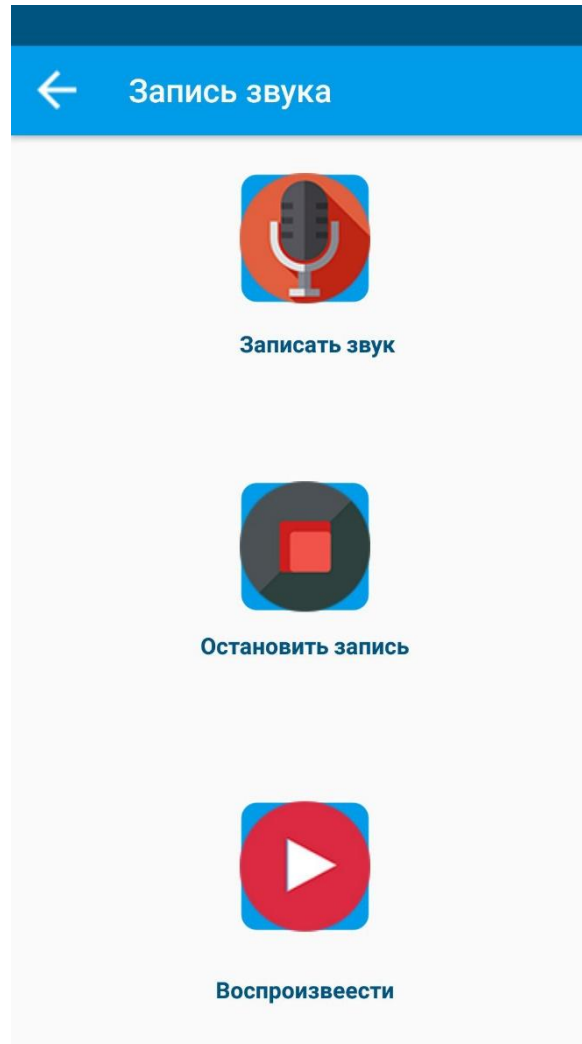 Запись звука
Записать звук
Остановить запись
Воспроизвеести